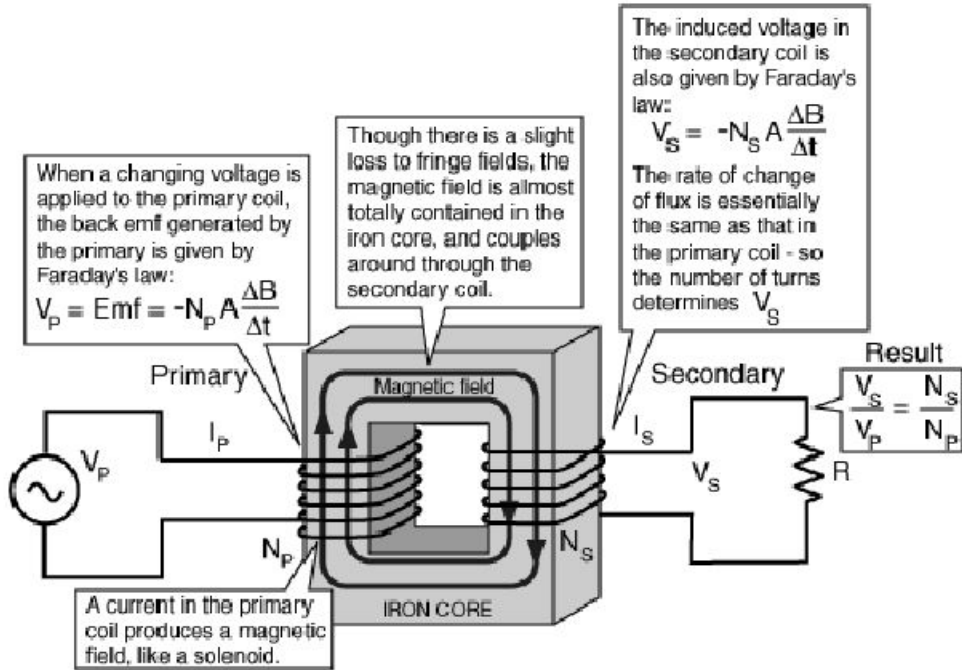 When a changing voltage is
applied to the primary coil,
the back emf generated by
the primary is given by
Faraday's law:
V_P = Emf = -N_P A ΔB/Δt
Though there is a slight
loss to fringe fields, the
magnetic field is almost
totally contained in the
iron core, and couples
around through the
secondary coil.
The induced voltage in
the secondary coil is
also given by Faraday's
law:
V_S = -N_S A ΔB/Δt
The rate of change
of flux is essentially
the same as that in
the primary coil - so
the number of turns
determines V_S
Primary
Magnetic field
Secondary
Result
V_S/V_P = N_S/N_P
I_P
I_S
V_P
V_S
R
N_P
N_S
IRON CORE
A current in the primary
coil produces a magnetic
field, like a solenoid.